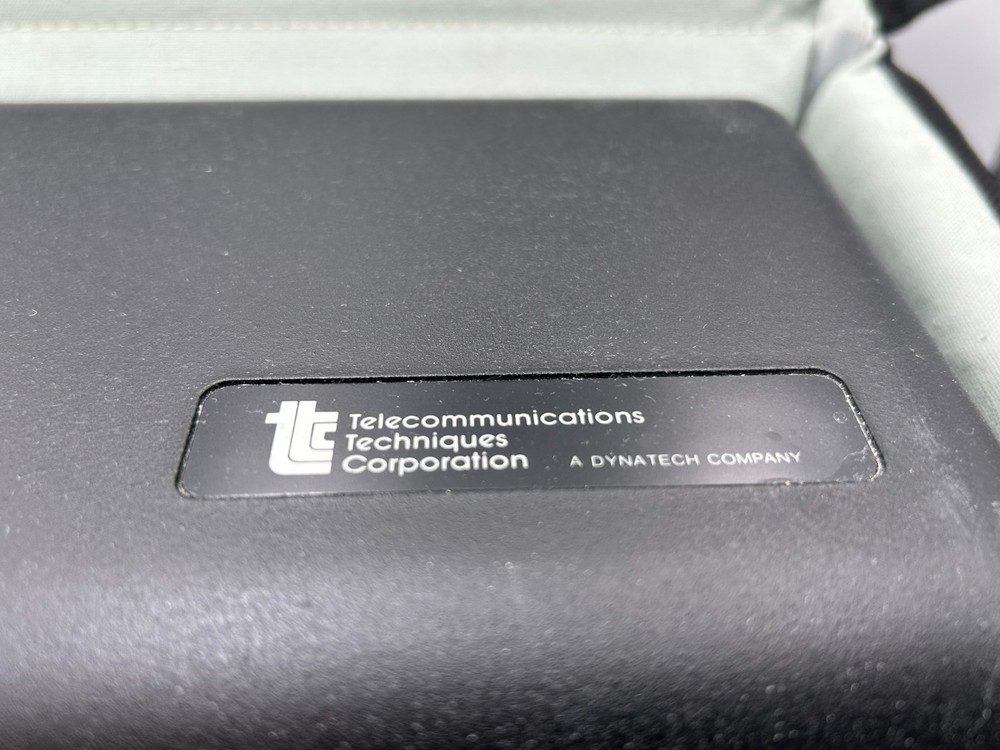 ttc Telecommunications
Techniques
Corporation A DYNATECH COMPANY